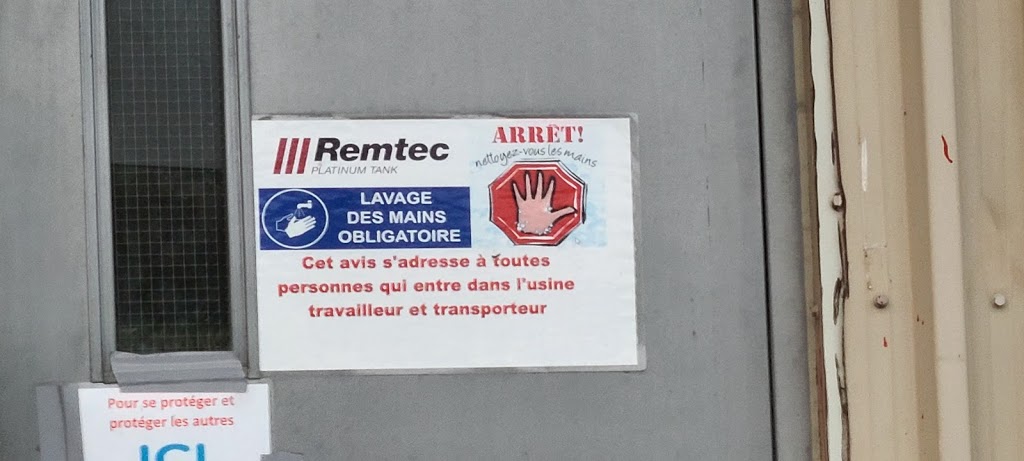 Remtec
PLATINUM TANK
ARRÊT!
nettoyez-vous les mains
LAVAGE
DES MAINS
OBLIGATOIRE
Cet avis s'adresse à toutes
personnes qui entre dans l'usine
travailleur et transporteur
Pour se protéger et
protéger les autres
ICI